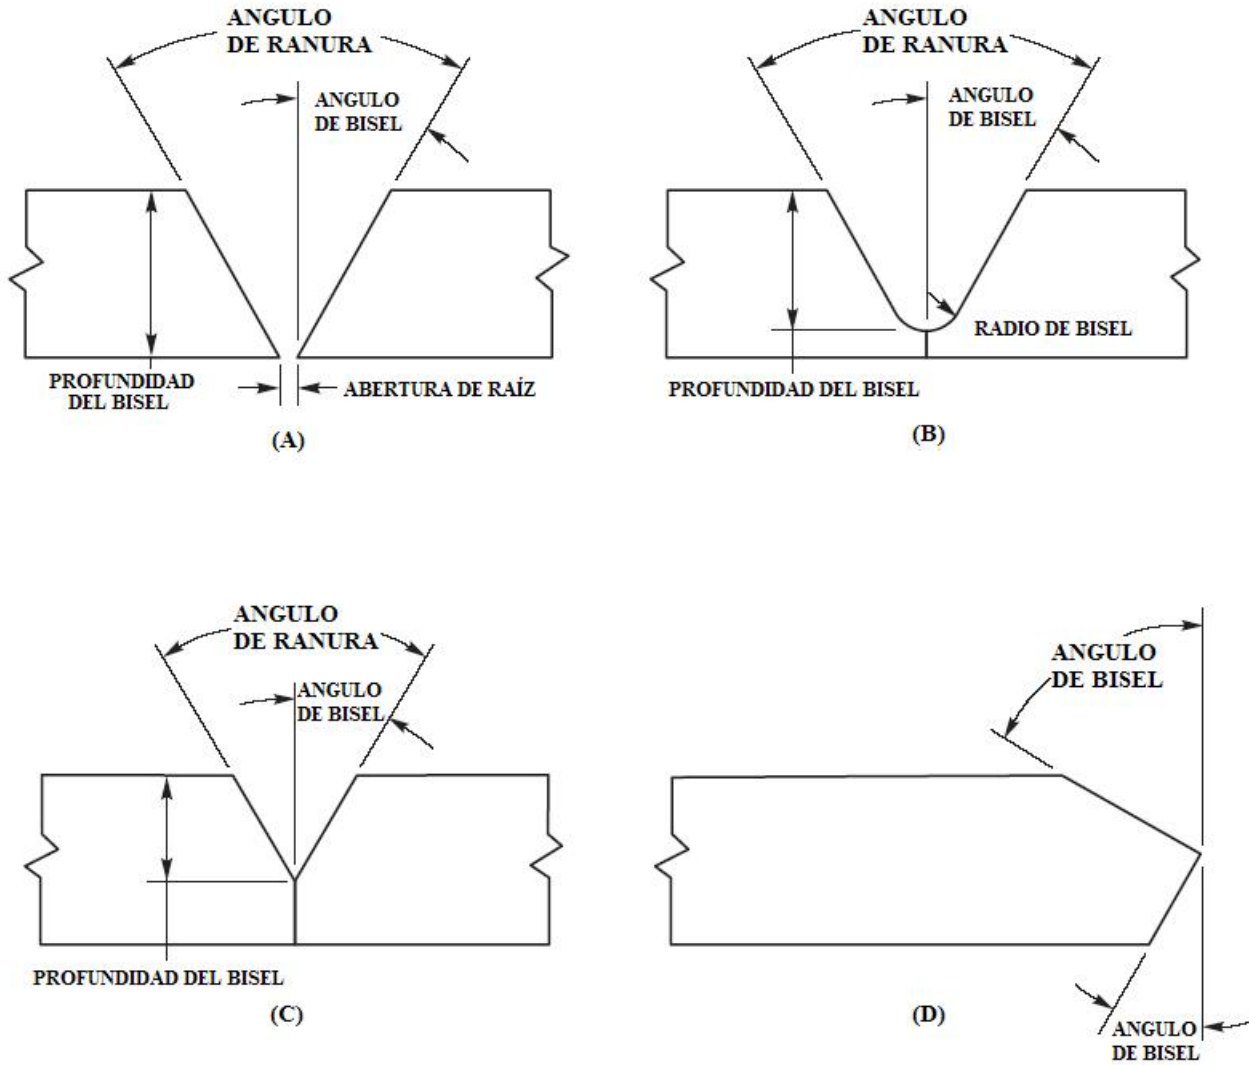 ANGULO
DE RANURA
ANGULO
DE BISEL
PROFUNDIDAD
DEL BISEL
ABERTURA DE RAÍZ
(A)
ANGULO
DE RANURA
ANGULO
DE BISEL
RADIO DE BISEL
PROFUNDIDAD DEL BISEL
(B)
ANGULO
DE RANURA
ANGULO
DE BISEL
PROFUNDIDAD DEL BISEL
(C)
ANGULO
DE BISEL
(D)
ANGULO
DE BISEL